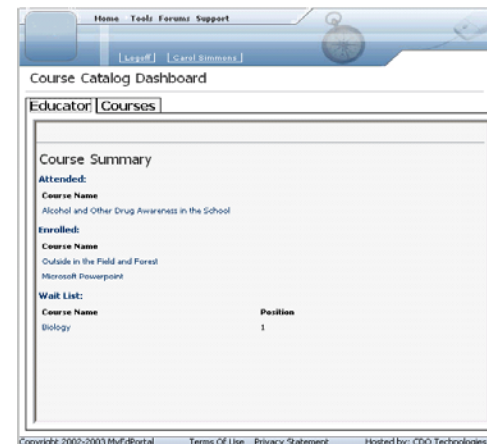 Home Tools Forums Support
[ Logoff ] [ Carol Simmons ]
Course Catalog Dashboard
Educator Courses
Course Summary
Attended:
Course Name
Alcohol and Other Drug Awareness in the School
Enrolled:
Course Name
Outside in the Field and Forest
Microsoft Powerpoint
Wait List:
Course Name Position
Biology 1
Copyright 2002-2003 MyEdPortal Terms Of Use Privacy Statement Hosted by: CDO Technologies